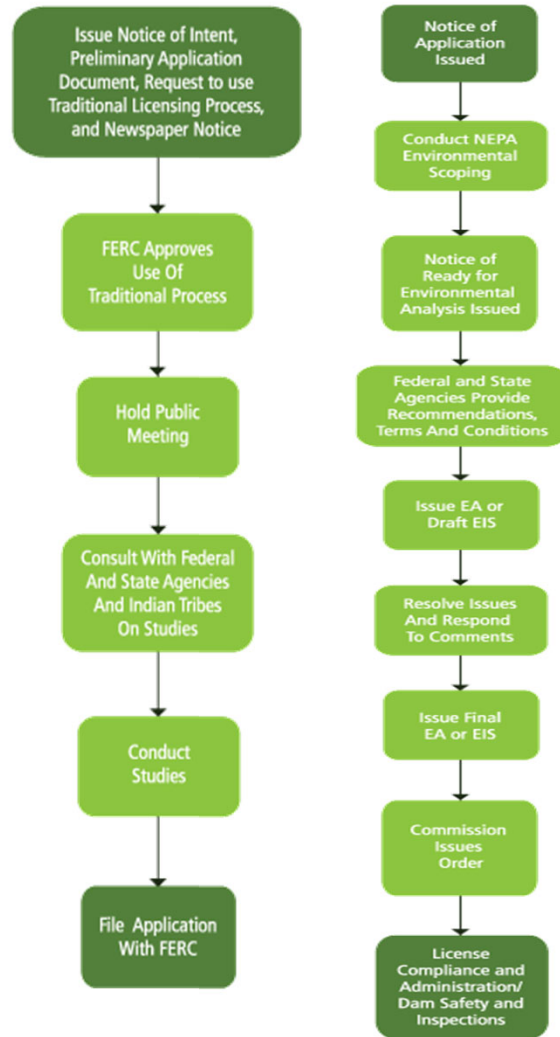 Issue Notice of Intent,
Preliminary Application
Document, Request to use
Traditional Licensing Process,
and Newspaper Notice
FERC Approves
Use Of
Traditional Process
Hold Public
Meeting
Consult With Federal
And State Agencies
And Indian Tribes
On Studies
Conduct
Studies
File Application
With FERC
Notice of
Application
Issued
Conduct NEPA
Environmental
Scoping
Notice of
Ready for
Environmental
Analysis Issued
Federal and State
Agencies Provide
Recommendations,
Terms And Conditions
Issue EA or
Draft EIS
Resolve Issues
And Respond
To Comments
Issue Final
EA or EIS
Commission
Issues
Order
License
Compliance and
Administration/
Dam Safety and
Inspections